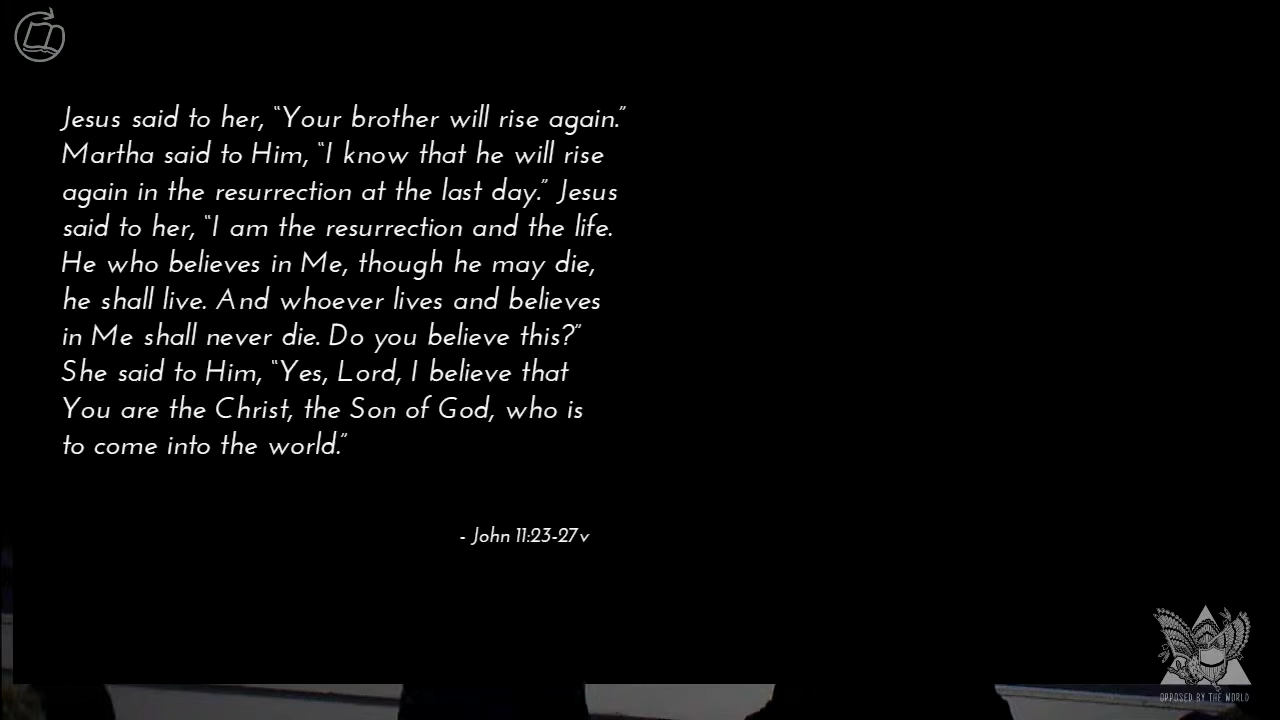 Jesus said to her, “Your brother will rise again.”
Martha said to Him, “I know that he will rise
again in the resurrection at the last day.” Jesus
said to her, “I am the resurrection and the life.
He who believes in Me, though he may die,
he shall live. And whoever lives and believes
in Me shall never die. Do you believe this?”
She said to Him, “Yes, Lord, I believe that
You are the Christ, the Son of God, who is
to come into the world.”
- John 11:23-27v
OPPOSED BY THE WORLD